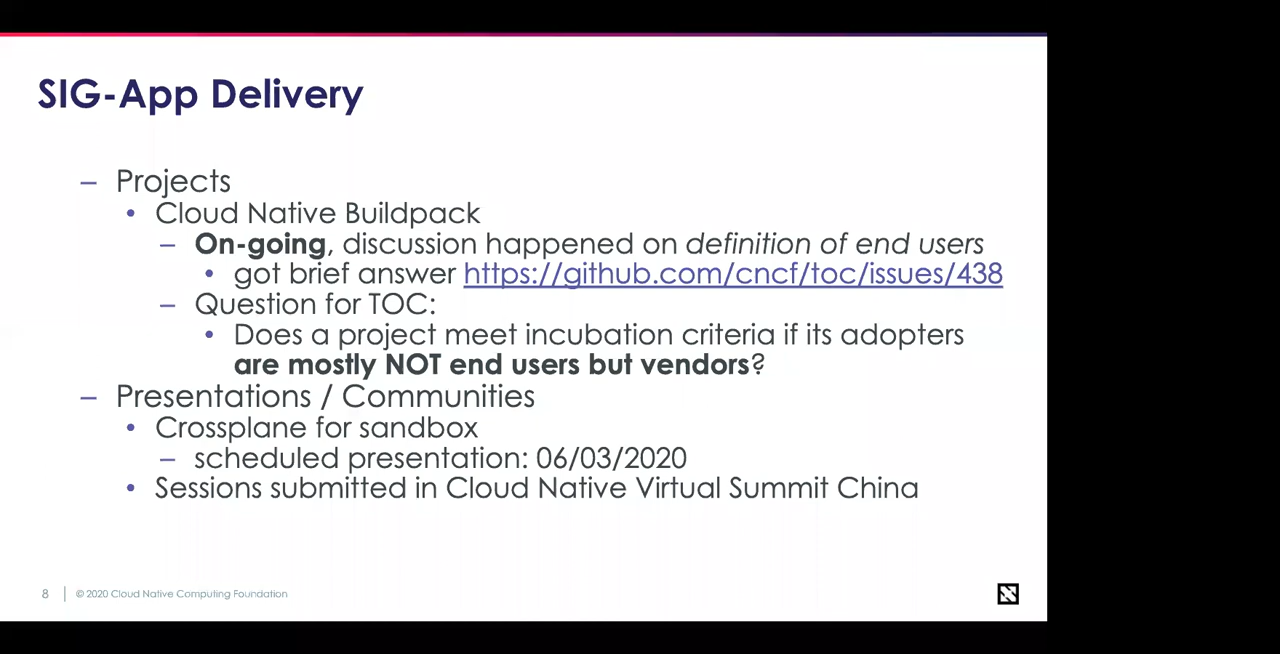 SIG-App Delivery
– Projects
• Cloud Native Buildpack
– On-going, discussion happened on definition of end users
• got brief answer https://github.com/cncf/toc/issues/438
– Question for TOC:
• Does a project meet incubation criteria if its adopters
are mostly NOT end users but vendors?
– Presentations / Communities
• Crossplane for sandbox
– scheduled presentation: 06/03/2020
• Sessions submitted in Cloud Native Virtual Summit China
8 | © 2020 Cloud Native Computing Foundation